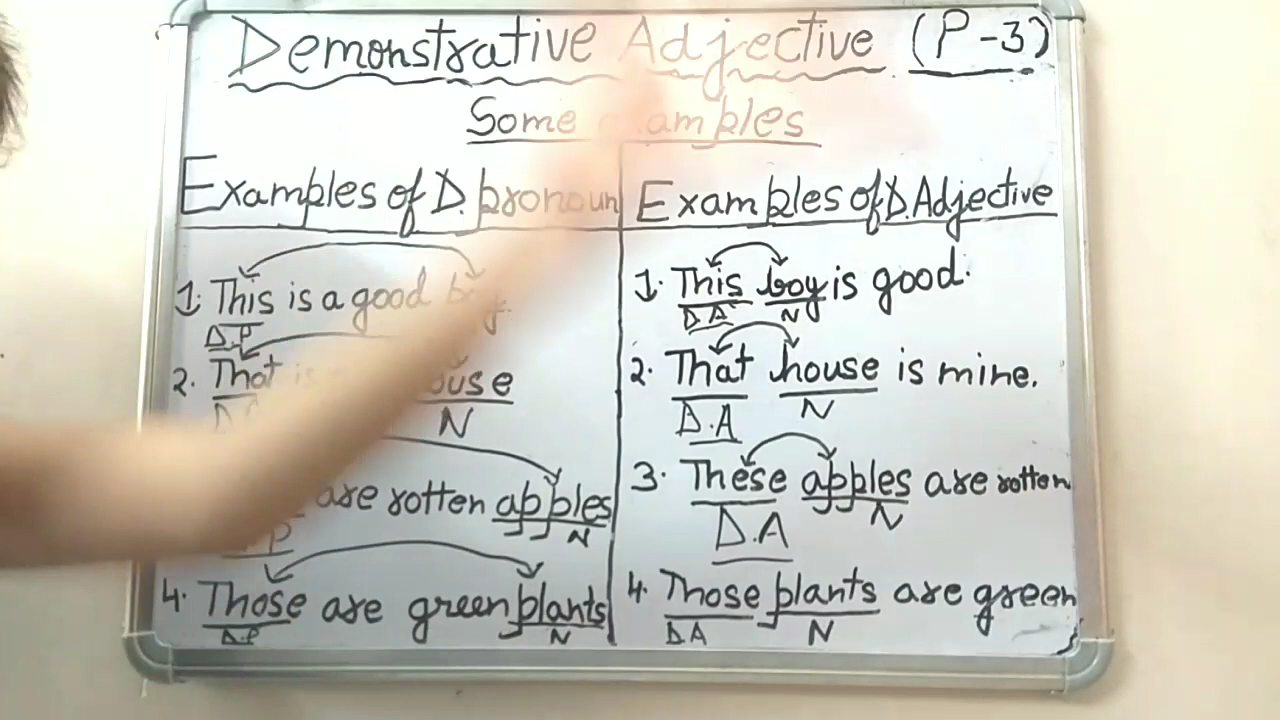 Demonstrative Adjective (P-3)
Some amples
Examples of D. pronoun
1. This is a good
D.P
2. That is ouse
N
are rotten apples
P N
4. Those are green plants
D.P N
Examples of D. Adjective
1. This boy is good.
D.A N
2. That house is mine.
D.A N
3. These apples are rotten
D.A N
4. Those plants are green
D A N